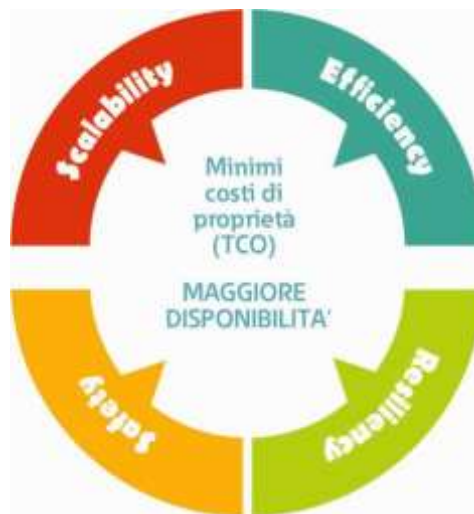 Scalability
Efficiency
Minimi
costi di
proprietà
(TCO)
MAGGIORE
DISPONIBILITA'
Safety
Resiliency